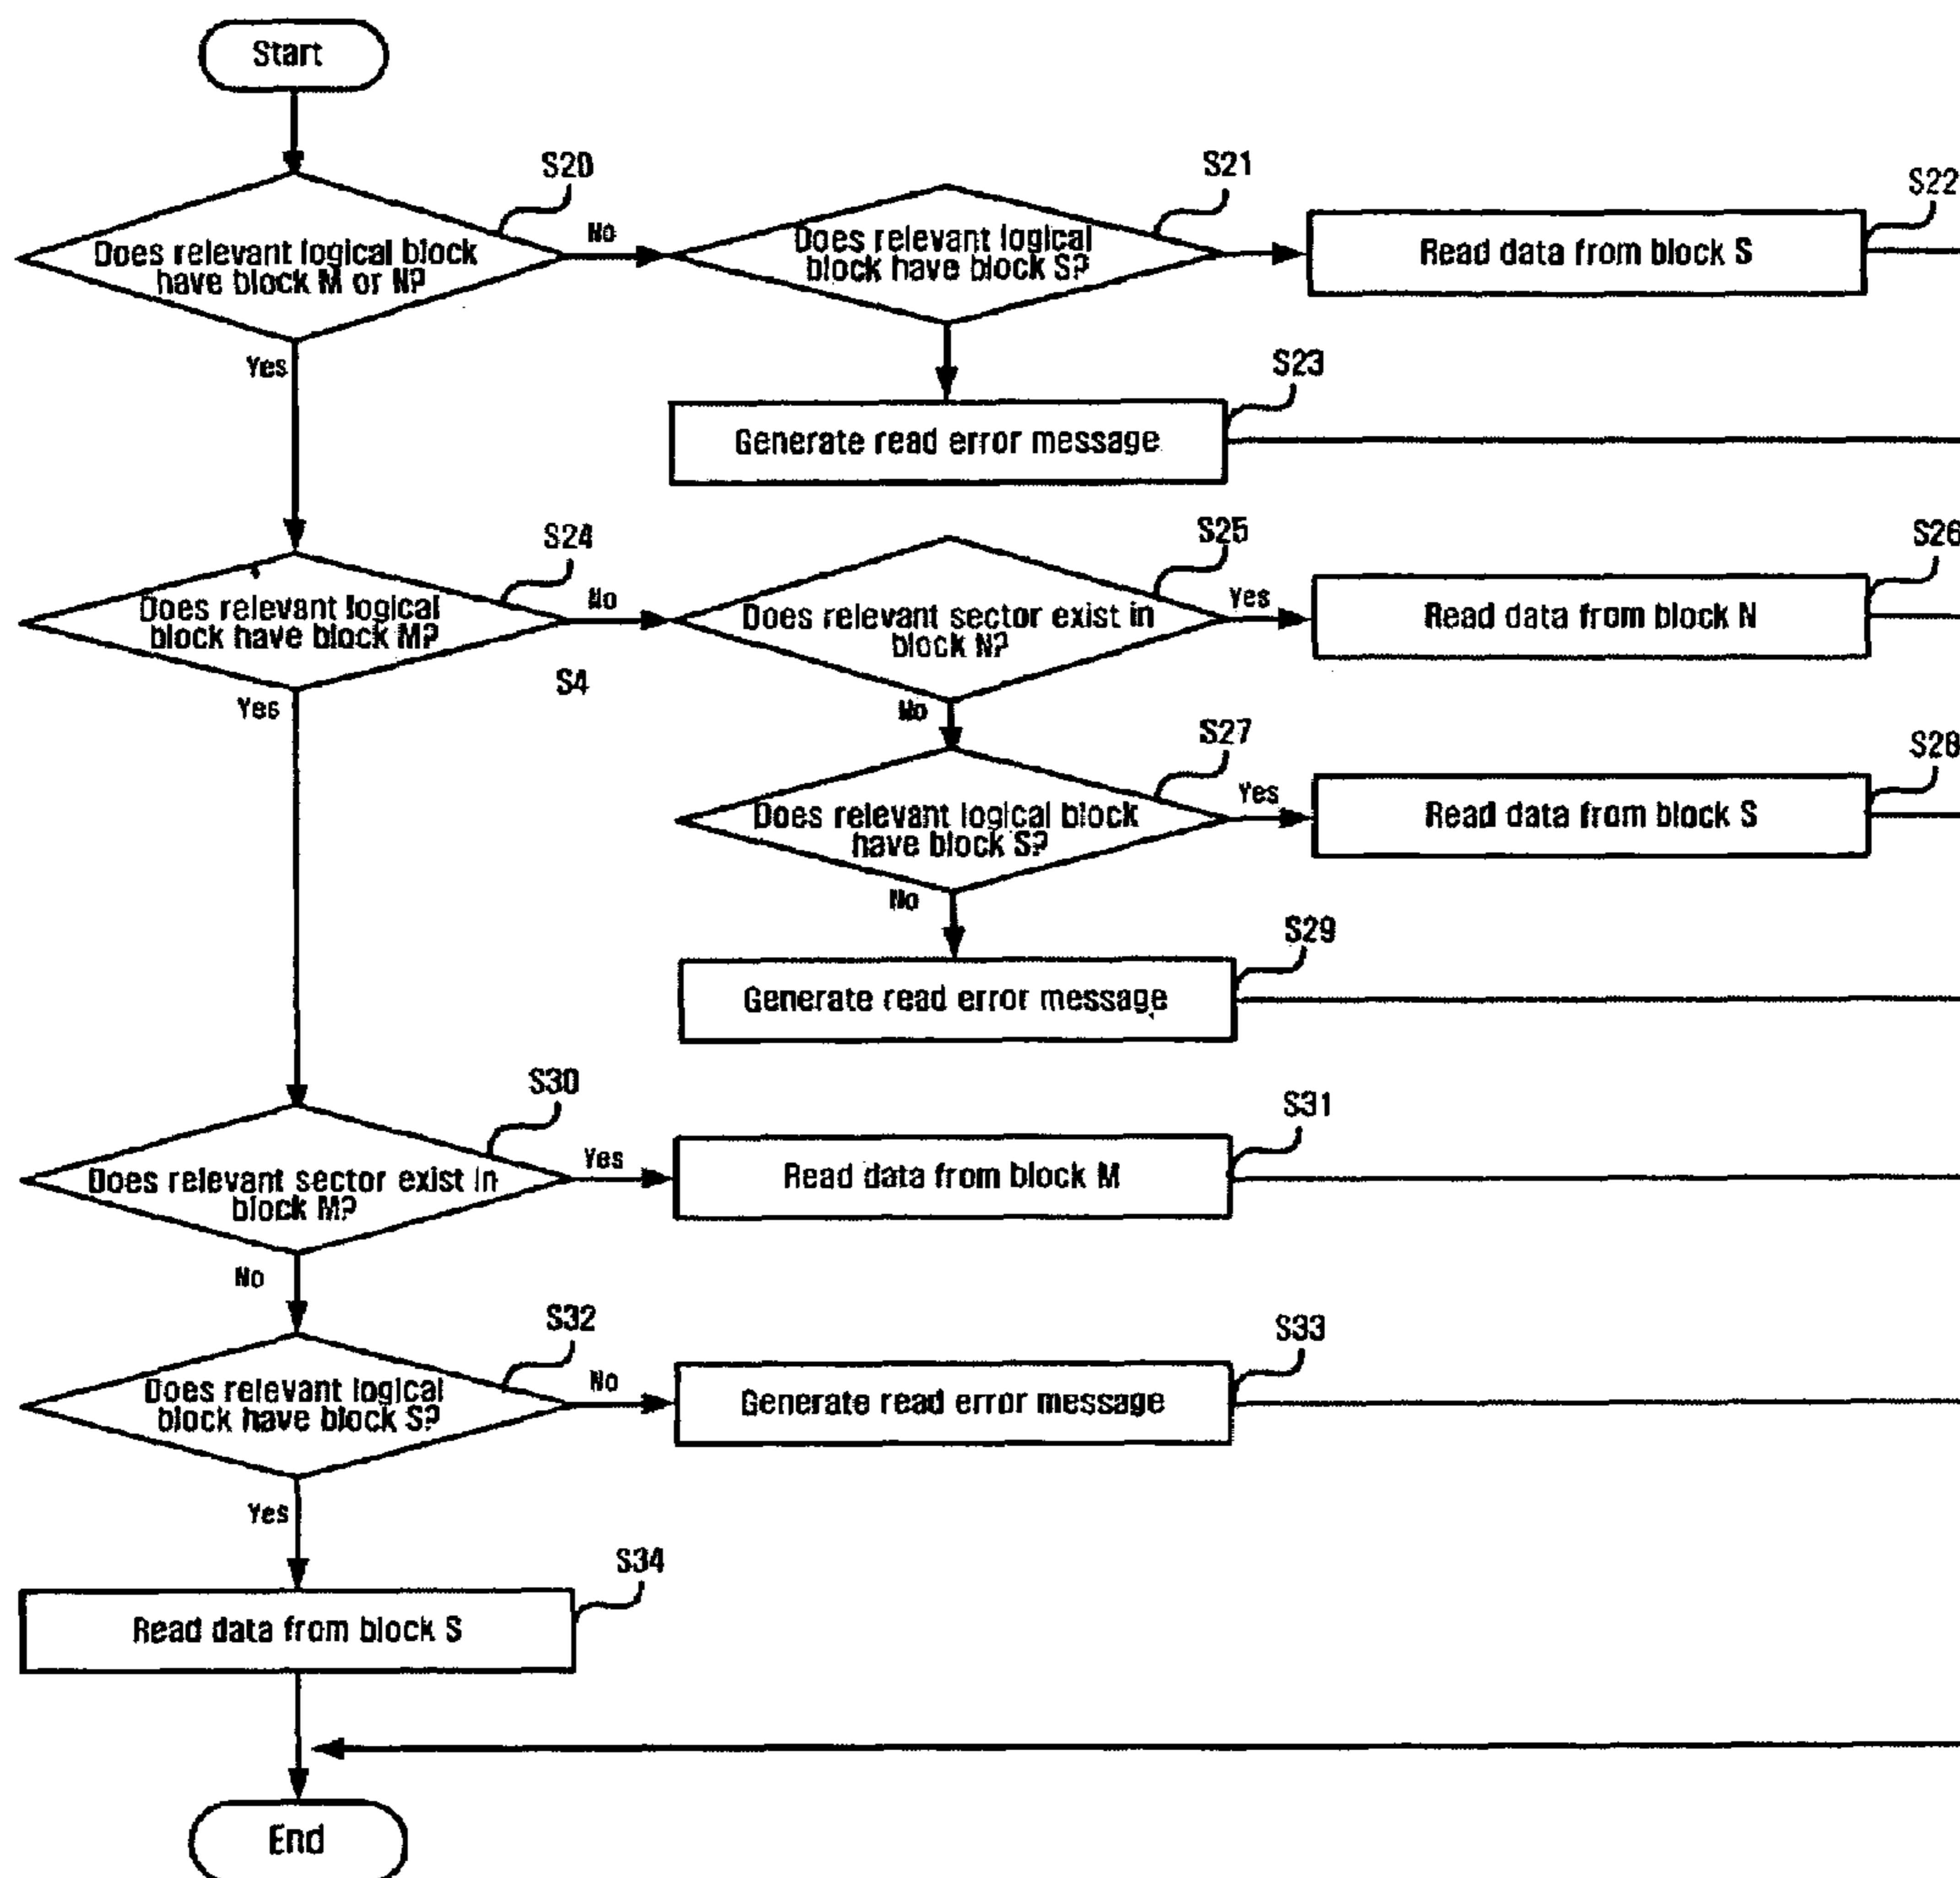 Start
S20
Does relevant logical block
have block M or N?
No
Yes
S21
Does relevant logical
block have block S?
S22
Read data from block S
S23
Generate read error message
S24
Does relevant logical
block have block M?
No
Yes
S4
S25
Does relevant sector exist in
block N?
Yes
No
S26
Read data from block N
S27
Does relevant logical block
have block S?
Yes
No
S28
Read data from block S
S29
Generate read error message
S30
Does relevant sector exist in
block M?
Yes
No
S31
Read data from block M
S32
Does relevant logical
block have block S?
No
Yes
S33
Generate read error message
S34
Read data from block S
End